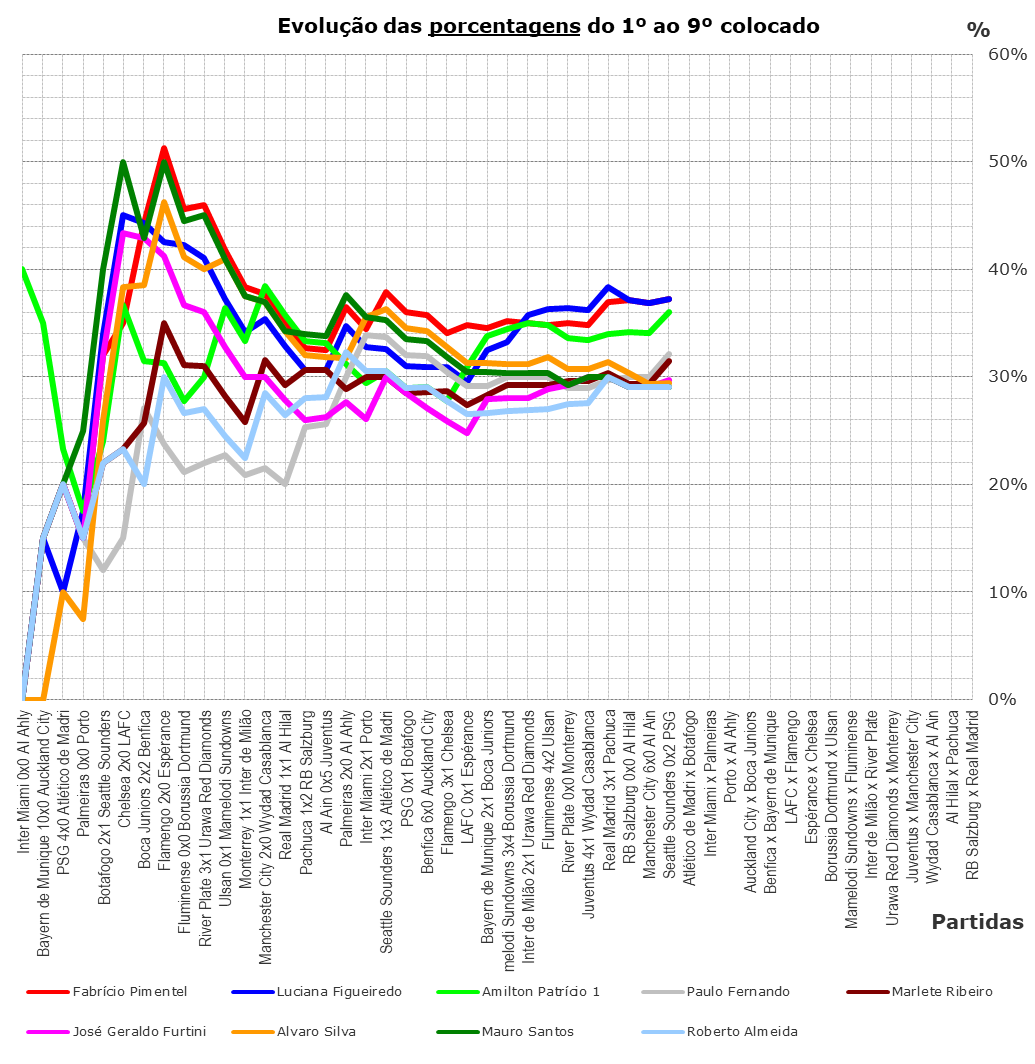 Evolução das porcentagens do 1º ao 9º colocado
%
60%
50%
40%
30%
20%
10%
0%
Inter Miami 0x0 Al Ahly
Bayern de Munique 10x0 Auckland City
PSG 4x0 Atlético de Madri
Palmeiras 0x0 Porto
Botafogo 2x1 Seattle Sounders
Chelsea 2x0 LAFC
Boca Juniors 2x2 Benfica
Flamengo 2x0 Espérance
Fluminense 0x0 Borussia Dortmund
River Plate 3x1 Urawa Red Diamonds
Ulsan 0x1 Mamelodi Sundowns
Monterrey 1x1 Inter de Milão
Manchester City 2x0 Wydad Casablanca
Real Madrid 1x1 Al Hilal
Pachuca 1x2 RB Salzburg
Al Ain 0x5 Juventus
Palmeiras 2x0 Al Ahly
Inter Miami 2x1 Porto
Seattle Sounders 1x3 Atlético de Madri
PSG 0x1 Botafogo
Benfica 6x0 Auckland City
Flamengo 3x1 Chelsea
LAFC 0x1 Espérance
Bayern de Munique 2x1 Boca Juniors
melodi Sundowns 3x4 Borussia Dortmund
Inter de Milão 2x1 Urawa Red Diamonds
Fluminense 4x2 Ulsan
River Plate 0x0 Monterrey
Juventus 4x1 Wydad Casablanca
Real Madrid 3x1 Pachuca
RB Salzburg 0x0 Al Hilal
Manchester City 6x0 Al Ain
Seattle Sounders 0x2 PSG
Atlético de Madri x Botafogo
Inter Miami x Palmeiras
Porto x Al Ahly
Auckland City x Boca Juniors
Benfica x Bayern de Munique
LAFC x Flamengo
Espérance x Chelsea
Borussia Dortmund x Ulsan
Mamelodi Sundowns x Fluminense
Inter de Milão x River Plate
Urawa Red Diamonds x Monterrey
Juventus x Manchester City
Wydad Casablanca x Al Ain
Al Hilal x Pachuca
RB Salzburg x Real Madrid
Partidas
Fabrício Pimentel
Luciana Figueiredo
Amilton Patrício 1
Paulo Fernando
Marlete Ribeiro
José Geraldo Furtini
Alvaro Silva
Mauro Santos
Roberto Almeida